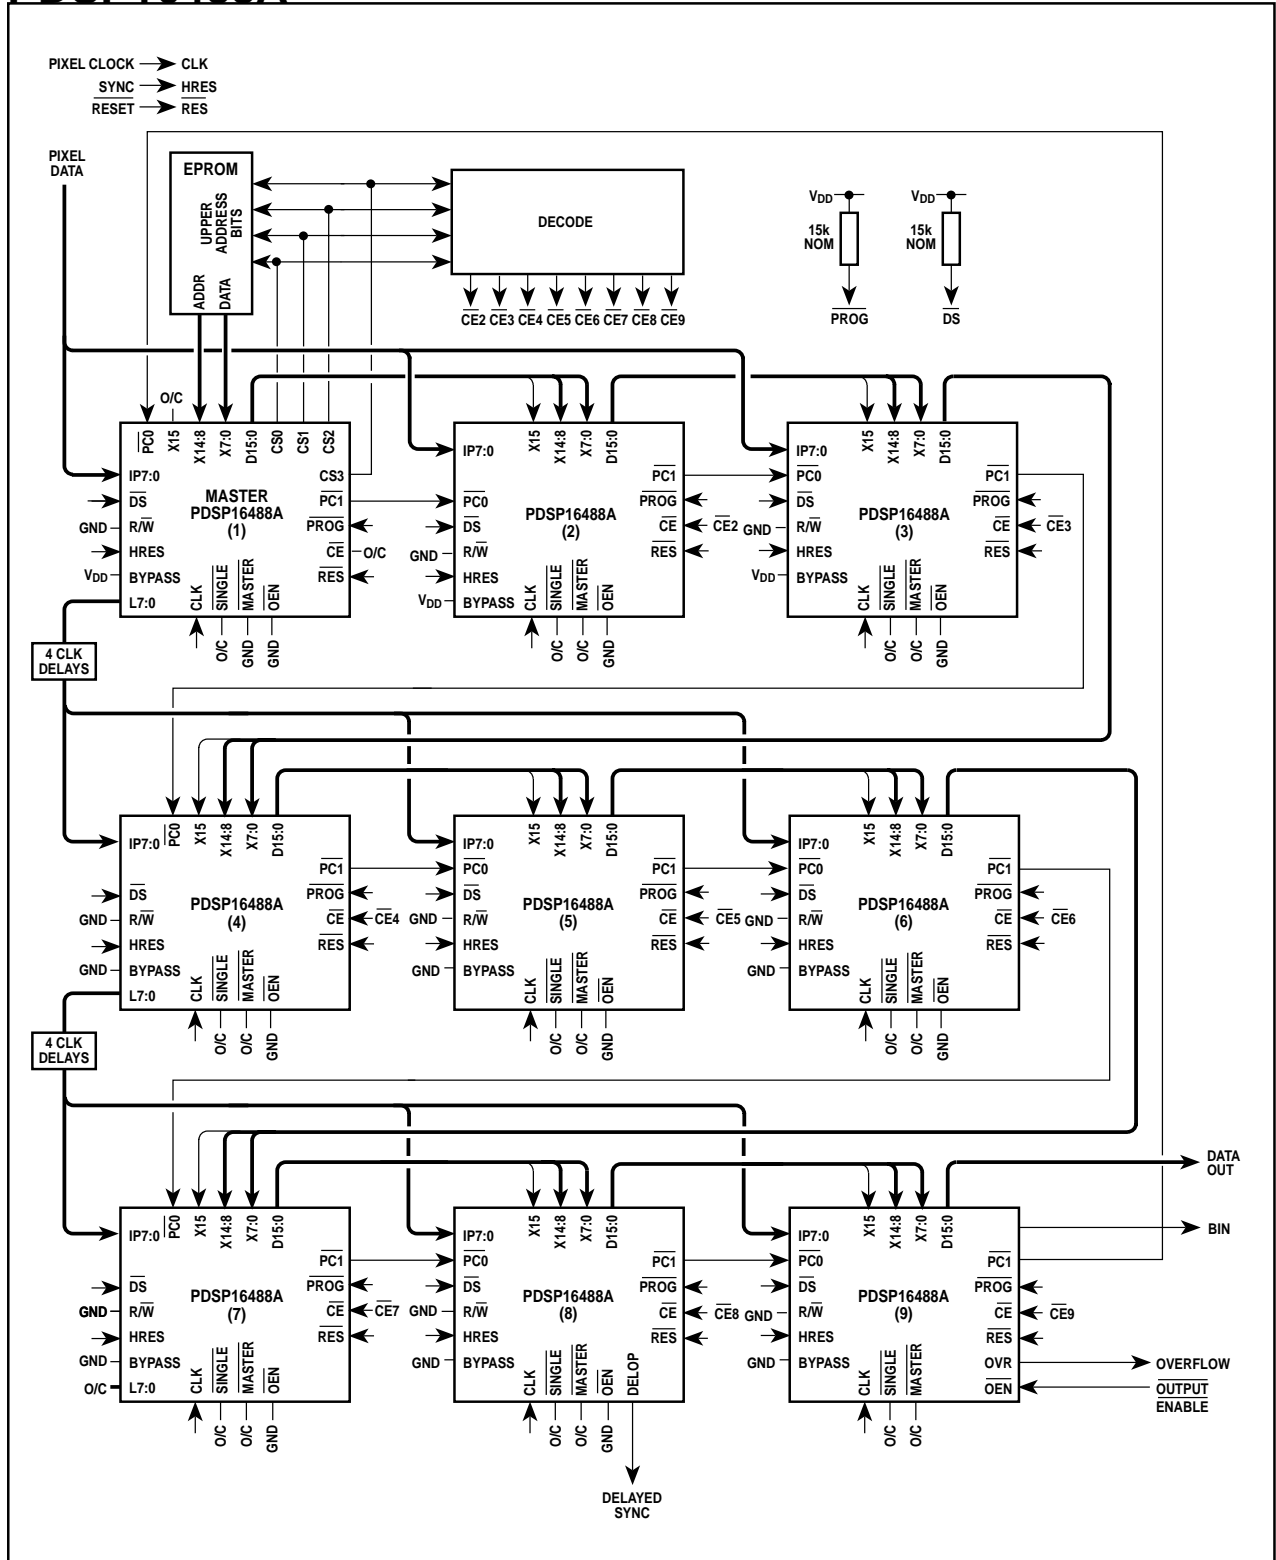 PIXEL CLOCK CLK
SYNC HRES
RESET RES
PIXEL
DATA
EPROM
UPPER
ADDRESS
BITS
ADDR
DATA
DECODE
CE2 CE3 CE4 CE5 CE6 CE7 CE8 CE9
VDD
15k
NOM
PROG
VDD
15k
NOM
DS
O/C
PC0 X15 X14:8 X7:0 D15:0 CS0 CS1 CS2
IP7:0 CS3
DS MASTER PC1
PDSP16488A
(1)
GND R/W PROG
HRES CE O/C
VDD BYPASS RES
L7:0 CLK SINGLE MASTER OEN
O/C GND GND
X15 X14:8 X7:0 D15:0
IP7:0
PC1
PC0 PROG
PDSP16488A
(2)
DS CE CE2
GND R/W RES
HRES
VDD BYPASS CLK SINGLE MASTER OEN
O/C O/C GND
X15 X14:8 X7:0 D15:0
IP7:0
PC0 PC1
DS PROG
PDSP16488A
(3)
GND R/W CE CE3
HRES RES
VDD BYPASS
CLK SINGLE MASTER OEN
O/C O/C GND
4 CLK
DELAYS
IP7:0 PC0 X15 X14:8 X7:0 D15:0
PC1
DS PROG
PDSP16488A
(4)
GND R/W CE CE4
HRES RES
GND BYPASS
L7:0 CLK SINGLE MASTER OEN
O/C O/C GND
X15 X14:8 X7:0 D15:0
IP7:0
PC0 PC1
DS PROG
PDSP16488A
(5)
GND R/W CE CE5
HRES RES
GND BYPASS
CLK SINGLE MASTER OEN
O/C O/C GND
X15 X14:8 X7:0 D15:0
IP7:0
PC0 PC1
DS PROG
PDSP16488A
(6)
GND R/W CE CE6
HRES RES
GND BYPASS
CLK SINGLE MASTER OEN
O/C O/C GND
4 CLK
DELAYS
IP7:0 PC0 X15 X14:8 X7:0 D15:0
PC1
DS PROG
PDSP16488A
(7)
GND R/W CE CE7
HRES RES
GND BYPASS
O/C L7:0 CLK SINGLE MASTER OEN
O/C O/C GND
X15 X14:8 X7:0 D15:0
IP7:0
PC0 PC1
DS PROG
PDSP16488A
(8)
GND R/W CE CE8
HRES RES
GND BYPASS
CLK SINGLE MASTER OEN DELOP
O/C O/C GND
DELAYED
SYNC
X15 X14:8 X7:0 D15:0
DATA
OUT
IP7:0 BIN
PC0 PC1
DS PROG
PDSP16488A
(9)
GND R/W CE CE9
HRES RES
GND BYPASS OVR OVERFLOW
CLK SINGLE MASTER OEN OUTPUT
ENABLE
O/C O/C